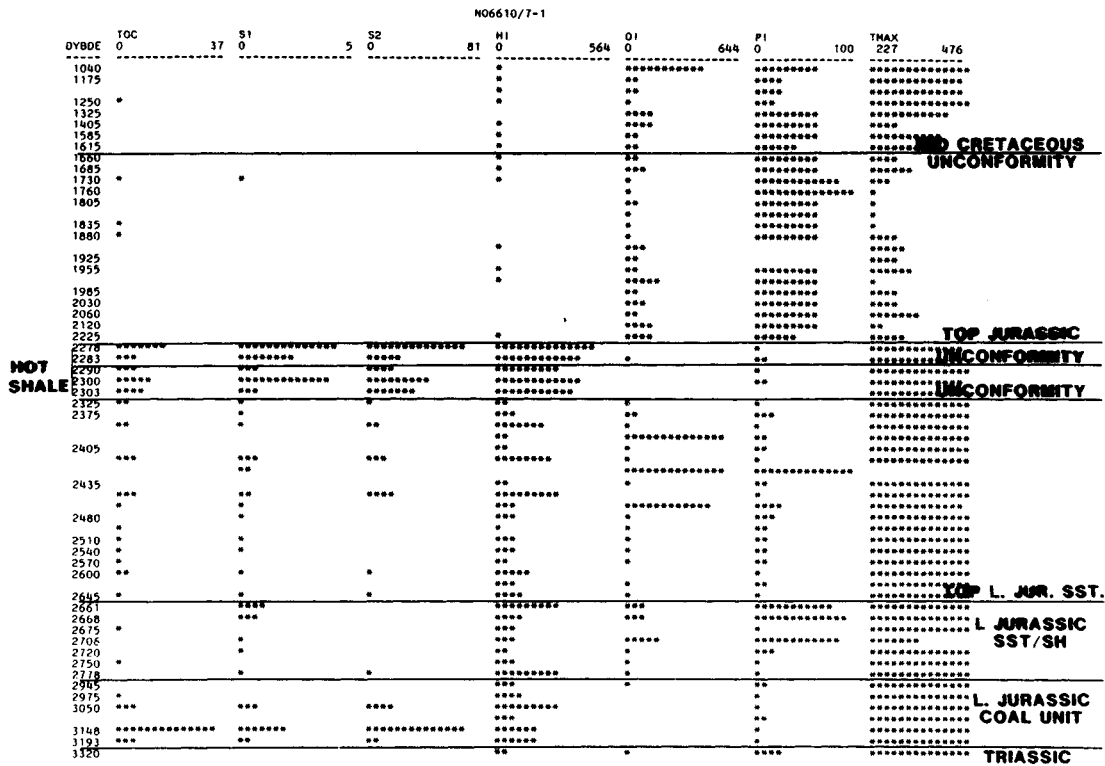 NO6610/7-1
TOC S1 S2 HI OI PI TMAX
DYBDE 0 37 0 5 0 81 0 564 0 644 0 100 227 476
1040
1175
1250
1325
1405
1585
1615 MID CRETACEOUS
1660 UNCONFORMITY
1685
1730
1760
1805
1835
1880
1925
1955
1985
2030
2060
2120
2225 TOP JURASSIC
2278
2283 UNCONFORMITY
HOT 2290
SHALE 2300
2303 UNCONFORMITY
2325
2375
2405
2435
2480
2510
2540
2570
2600
2645 TOP L. JUR. SST.
2661
2668 L JURASSIC
2675 SST/SH
2706
2720
2750
2778
2945
2975 L. JURASSIC
3050 COAL UNIT
3148
3193
3320 TRIASSIC